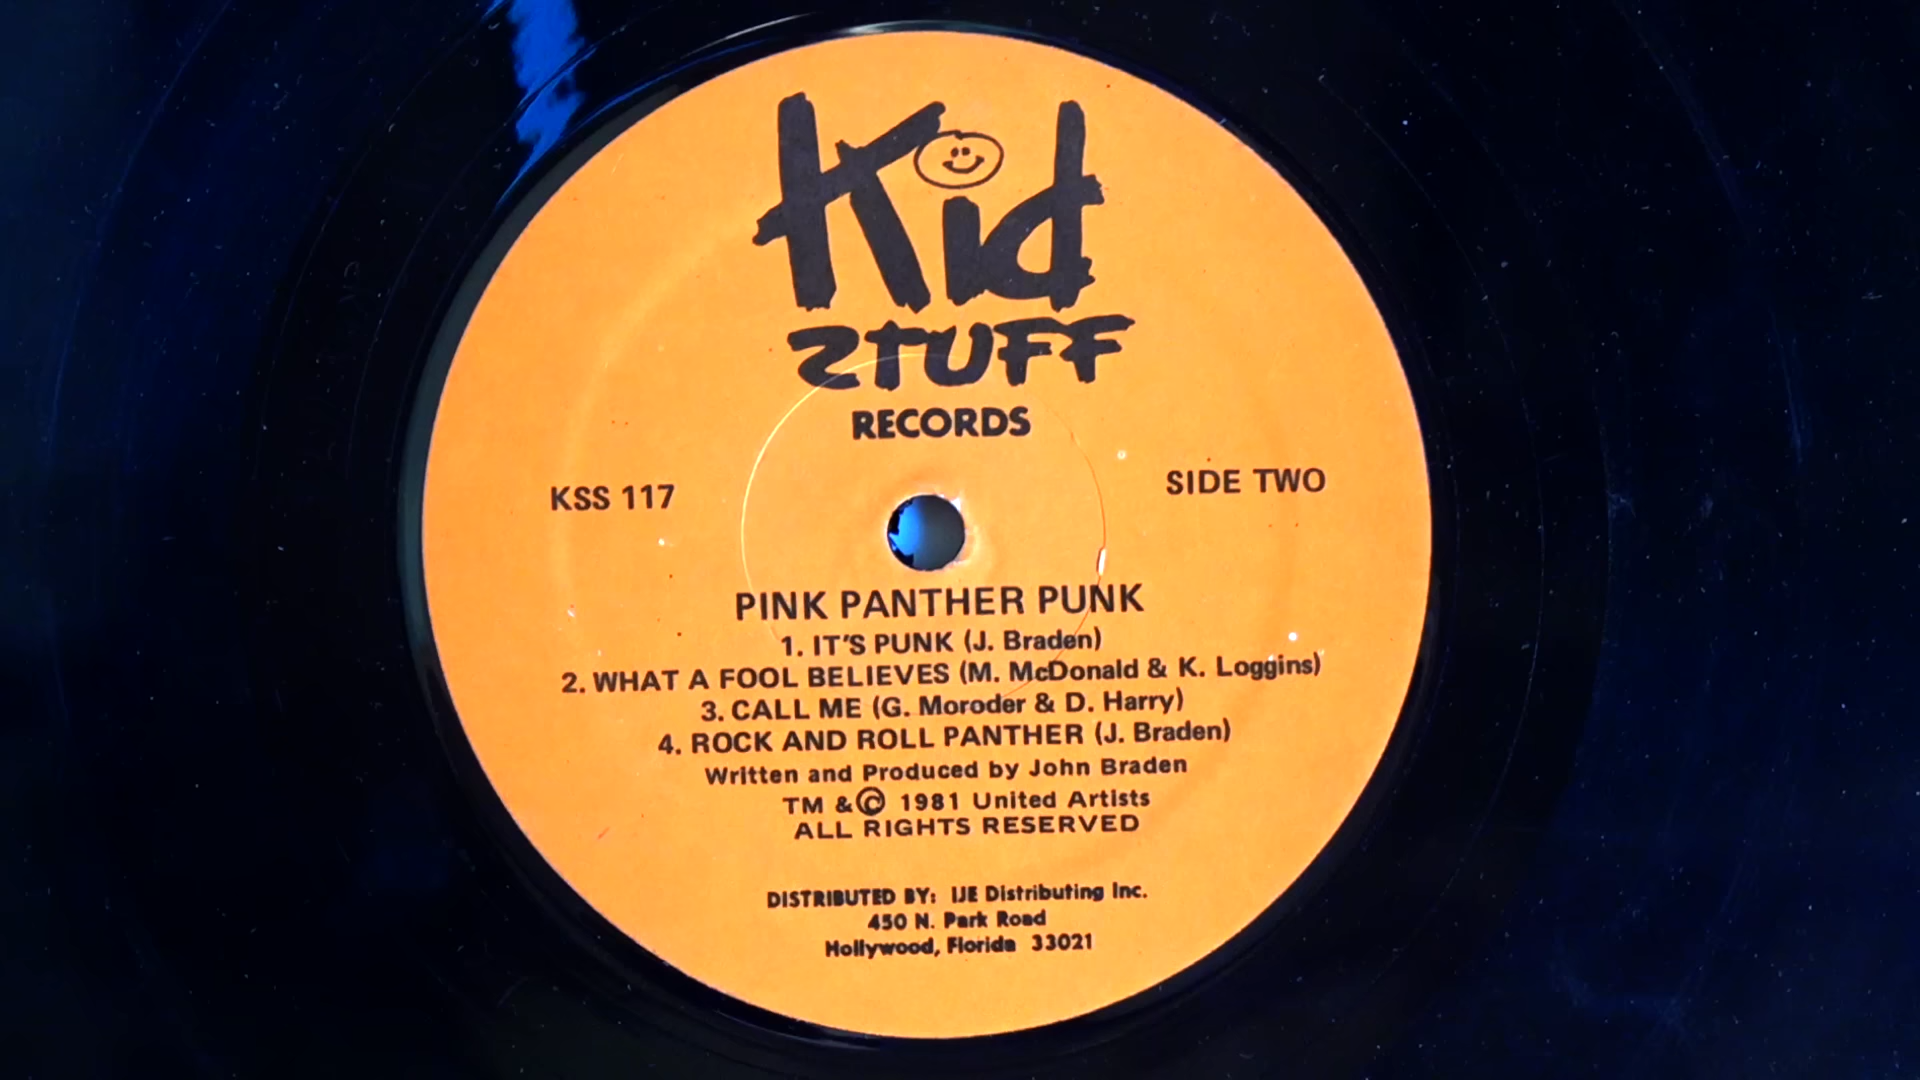 Kid
STUFF
RECORDS
KSS 117
SIDE TWO
PINK PANTHER PUNK
1. IT'S PUNK (J. Braden)
2. WHAT A FOOL BELIEVES (M. McDonald & K. Loggins)
3. CALL ME (G. Moroder & D. Harry)
4. ROCK AND ROLL PANTHER (J. Braden)
Written and Produced by John Braden
TM & © 1981 United Artists
ALL RIGHTS RESERVED
DISTRIBUTED BY: IJE Distributing Inc.
450 N. Park Road
Hollywood, Florida 33021